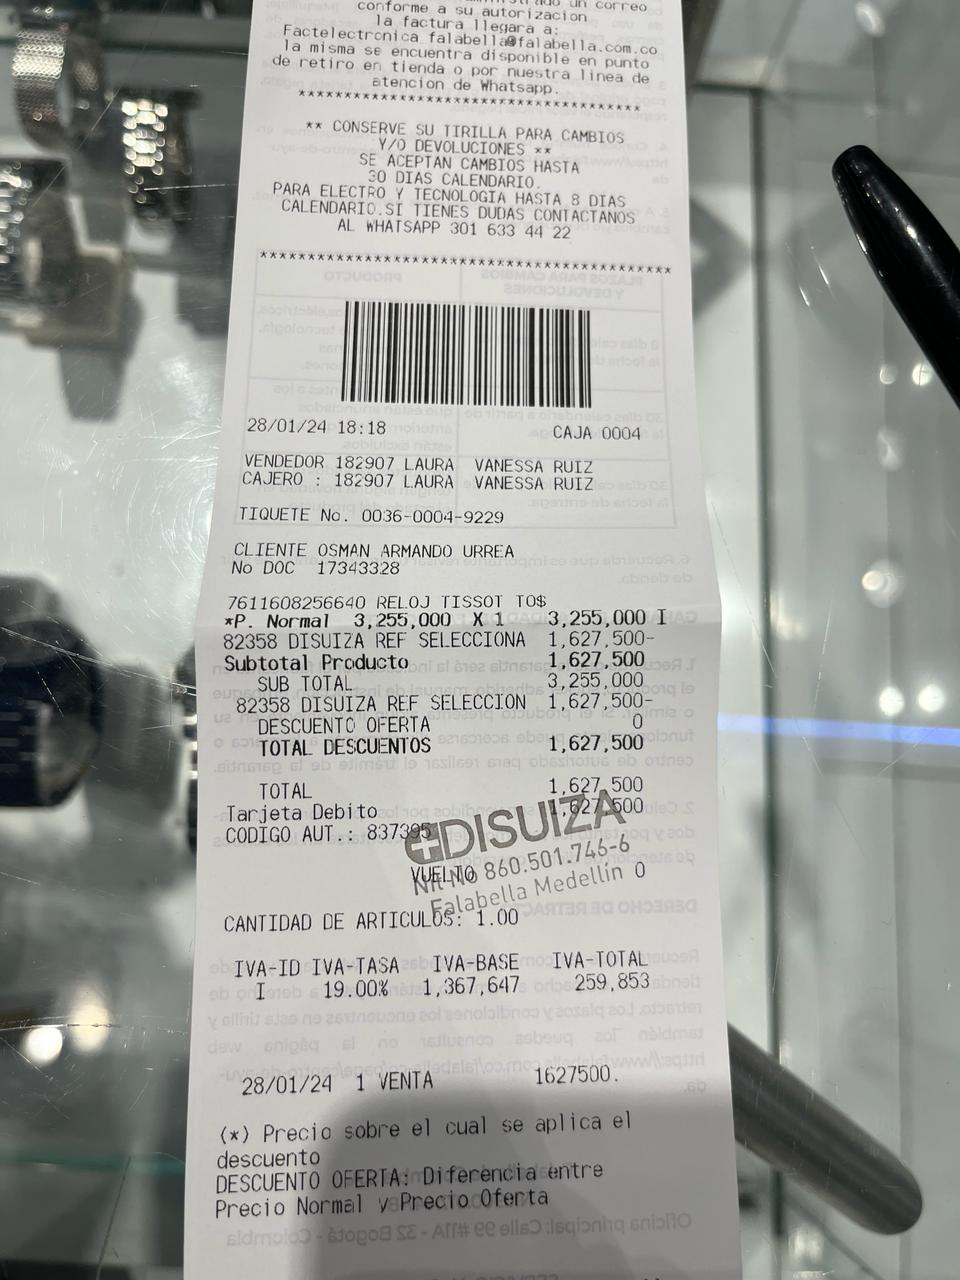 un correo
conforme a su autorizacion
la factura llegara a:
Factelectronica_falabella@falabella.com.co
la misma se encuentra disponible en punto
de retiro en tienda o por nuestra linea de
atencion de Whatsapp.
****************************************
** CONSERVE SU TIRILLA PARA CAMBIOS
Y/O DEVOLUCIONES **
SE ACEPTAN CAMBIOS HASTA
30 DIAS CALENDARIO.
PARA ELECTRO Y TECNOLOGIA HASTA 8 DIAS
CALENDARIO.SI TIENES DUDAS CONTACTANOS
AL WHATSAPP 301 633 44 22
************************************************
28/01/24 18:18 CAJA 0004
VENDEDOR 182907 LAURA VANESSA RUIZ
CAJERO : 182907 LAURA VANESSA RUIZ
TIQUETE No. 0036-0004-9229
CLIENTE OSMAN ARMANDO URREA
No DOC 17343328
7611608256640 RELOJ TISSOT TO$
*P. Normal 3,255,000 X 1 3,255,000 I
82358 DISUIZA REF SELECCIONA 1,627,500-
Subtotal Producto 1,627,500
SUB TOTAL 3,255,000
82358 DISUIZA REF SELECCION 1,627,500-
DESCUENTO OFERTA 0
TOTAL DESCUENTOS 1,627,500
TOTAL 1,627,500
Tarjeta Debito 1,627,500
CODIGO AUT.: 837395
DISUIZA
Nit No 860.501.746-6
Falabella Medellín
VUELTO 0
CANTIDAD DE ARTICULOS: 1.00
IVA-ID IVA-TASA IVA-BASE IVA-TOTAL
I 19.00% 1,367,647 259,853
28/01/24 1 VENTA 1627500.
(*) Precio sobre el cual se aplica el
descuento
DESCUENTO OFERTA: Diferencia entre
Precio Normal y Precio Oferta